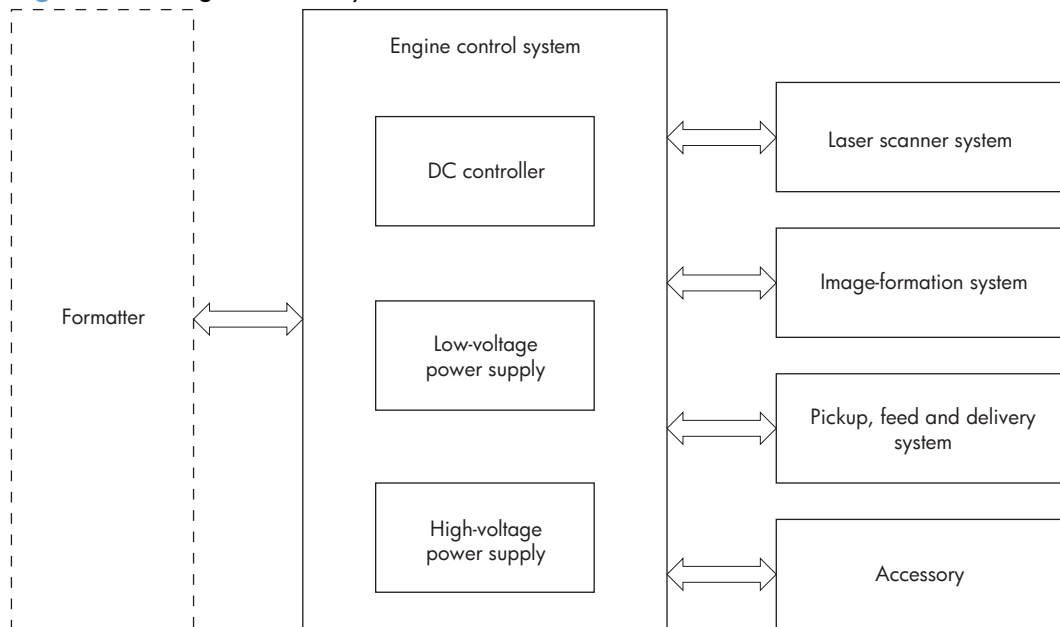 Engine control system
DC controller
Laser scanner system
Image-formation system
Formatter
Low-voltage
power supply
Pickup, feed and delivery
system
High-voltage
power supply
Accessory